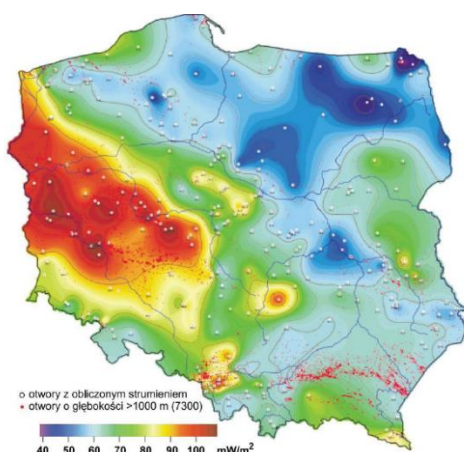 otwory z obliczonym strumieniem
otwory o głębokości >1000 m (7300)
40 50 60 70 80 90 100 mW/m²